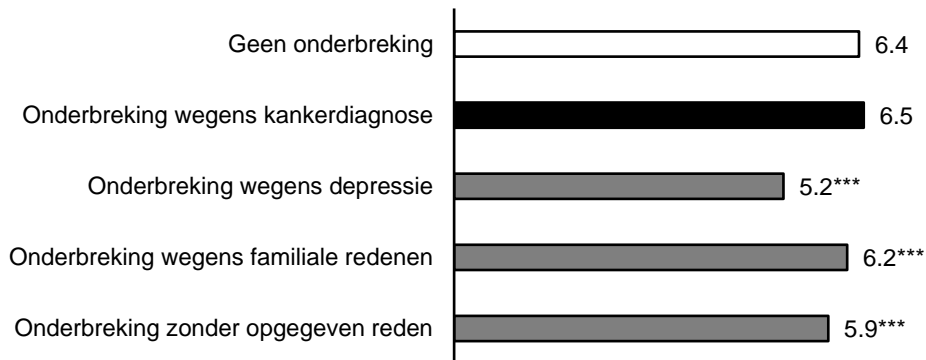 Geen onderbreking 6.4
Onderbreking wegens kankerdiagnose 6.5
Onderbreking wegens depressie 5.2***
Onderbreking wegens familiale redenen 6.2***
Onderbreking zonder opgegeven reden 5.9***